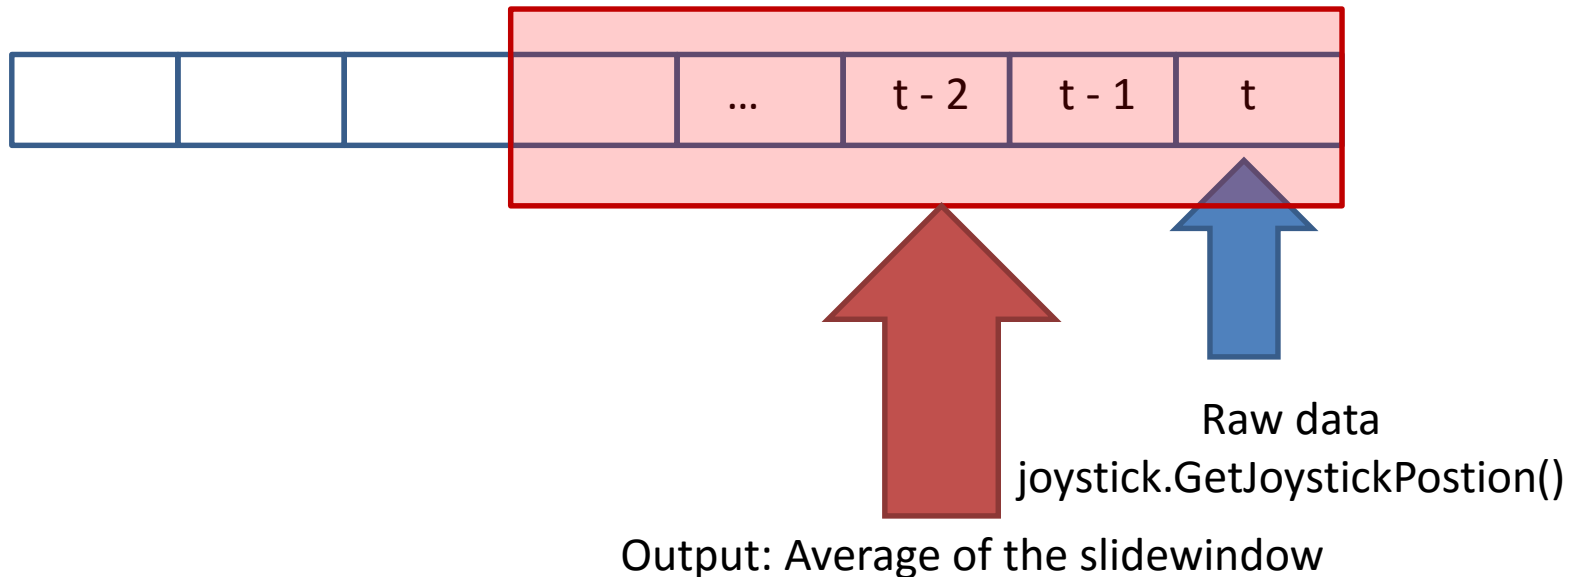 ... t - 2 t - 1 t
Raw data
joystick.GetJoystickPostion()
Output: Average of the slidewindow